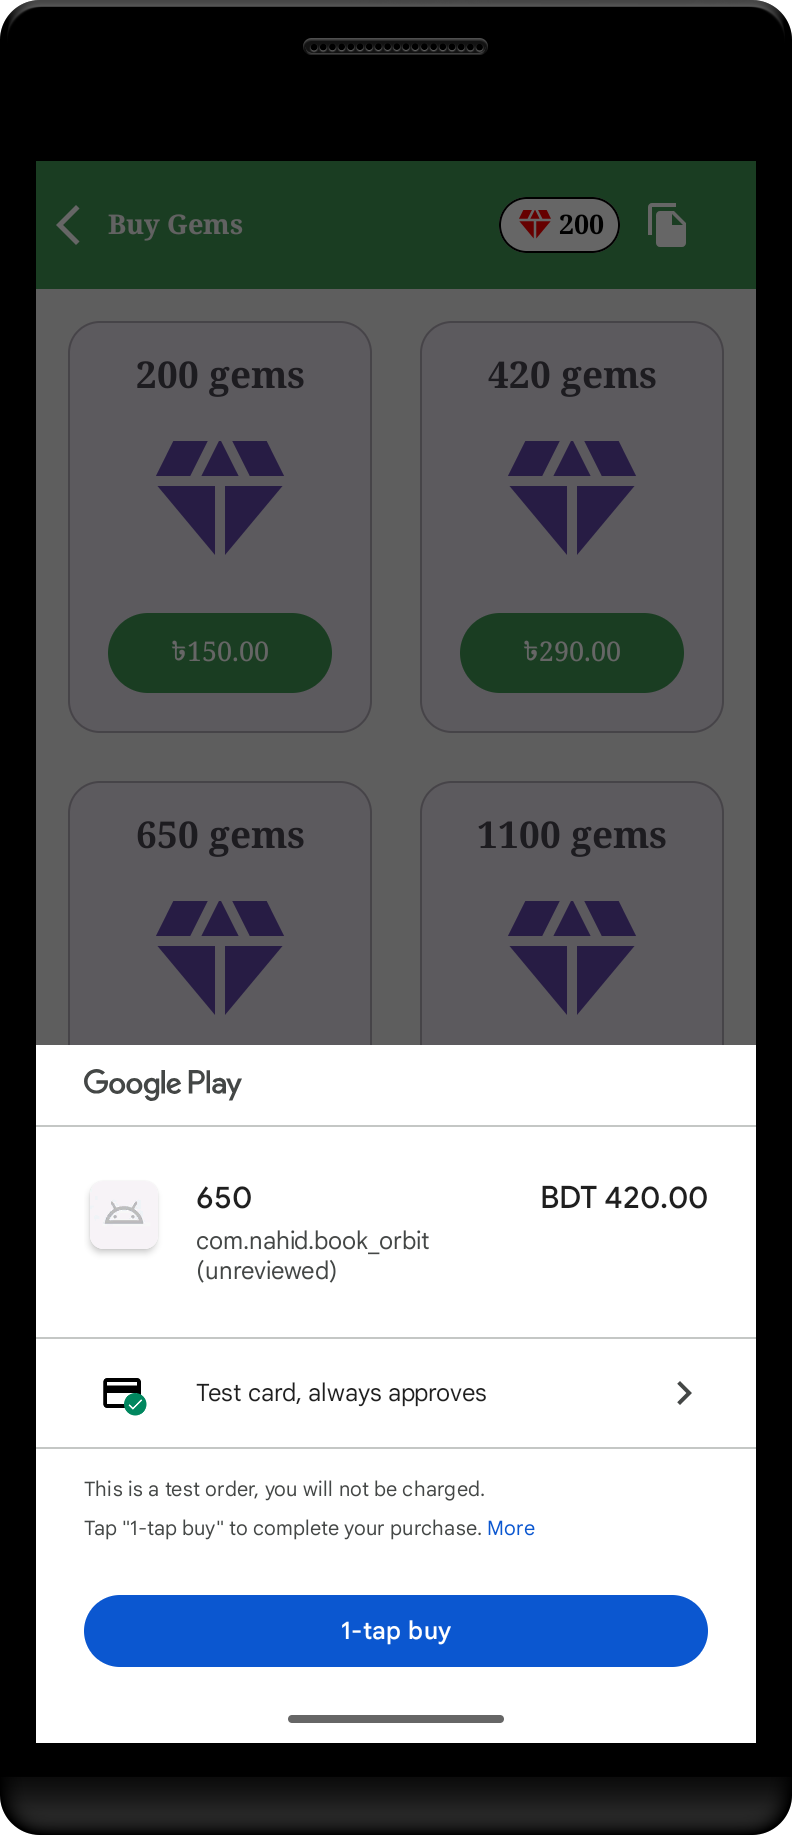 Buy Gems
200
200 gems
420 gems
৳150.00
৳290.00
650 gems
1100 gems
Google Play
650
BDT 420.00
com.nahid.book_orbit
(unreviewed)
Test card, always approves
This is a test order, you will not be charged.
Tap "1-tap buy" to complete your purchase. More
1-tap buy